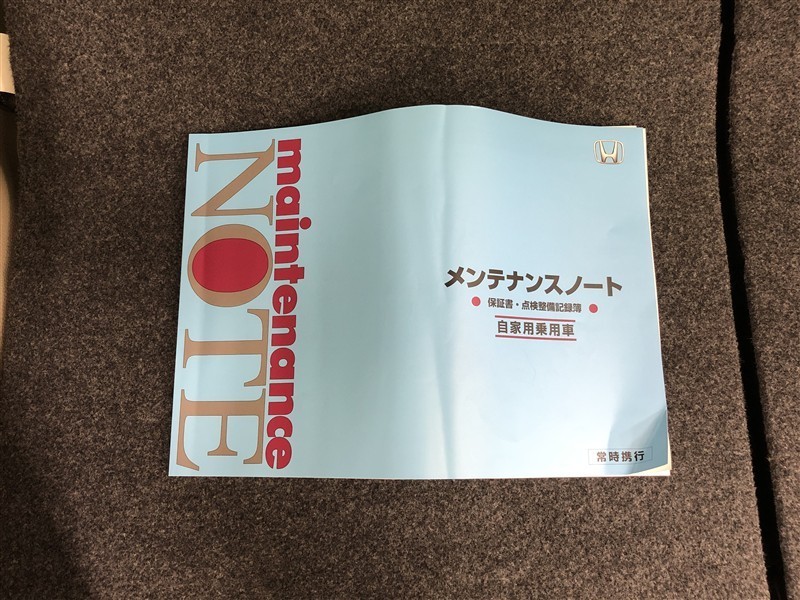 maintenance
NOTE
メンテナンスノート
● 保証書・点検整備記録簿 ●
自家用乗用車
常時携行